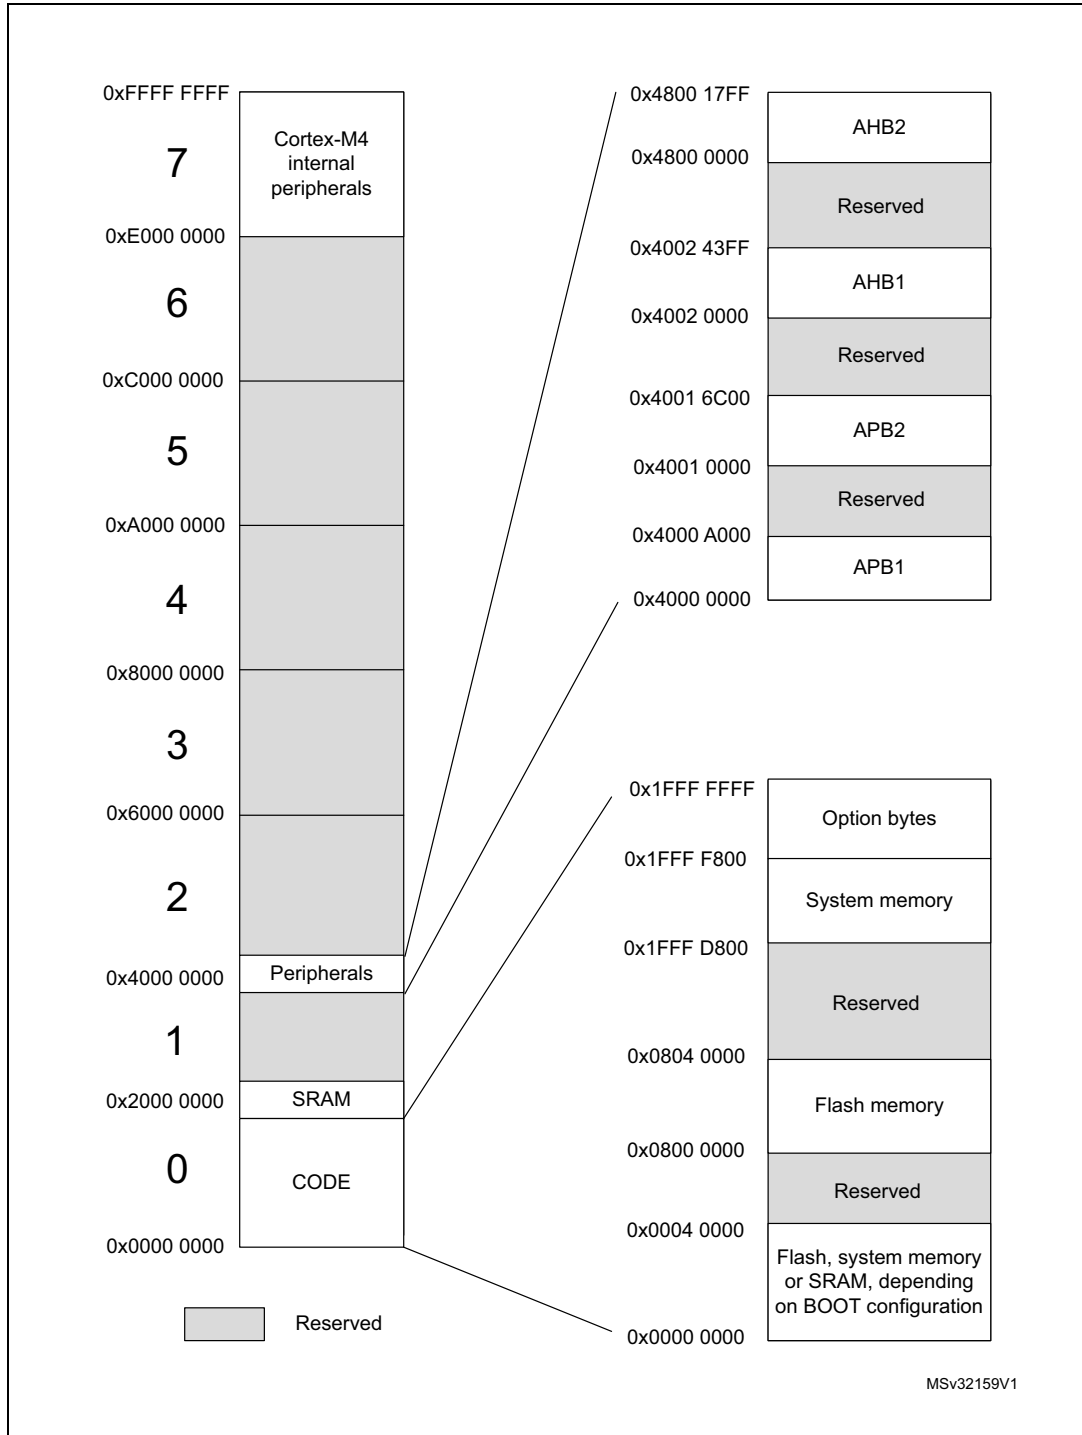 0xFFFF FFFF
7
Cortex-M4
internal
peripherals
0xE000 0000
6
0xC000 0000
5
0xA000 0000
4
0x8000 0000
3
0x6000 0000
2
0x4000 0000
Peripherals
1
0x2000 0000
SRAM
0
CODE
0x0000 0000
Reserved
0x4800 17FF
AHB2
0x4800 0000
Reserved
0x4002 43FF
AHB1
0x4002 0000
Reserved
0x4001 6C00
APB2
0x4001 0000
Reserved
0x4000 A000
APB1
0x4000 0000
0x1FFF FFFF
Option bytes
0x1FFF F800
System memory
0x1FFF D800
Reserved
0x0804 0000
Flash memory
0x0800 0000
Reserved
0x0004 0000
Flash, system memory
or SRAM, depending
on BOOT configuration
0x0000 0000
MSv32159V1